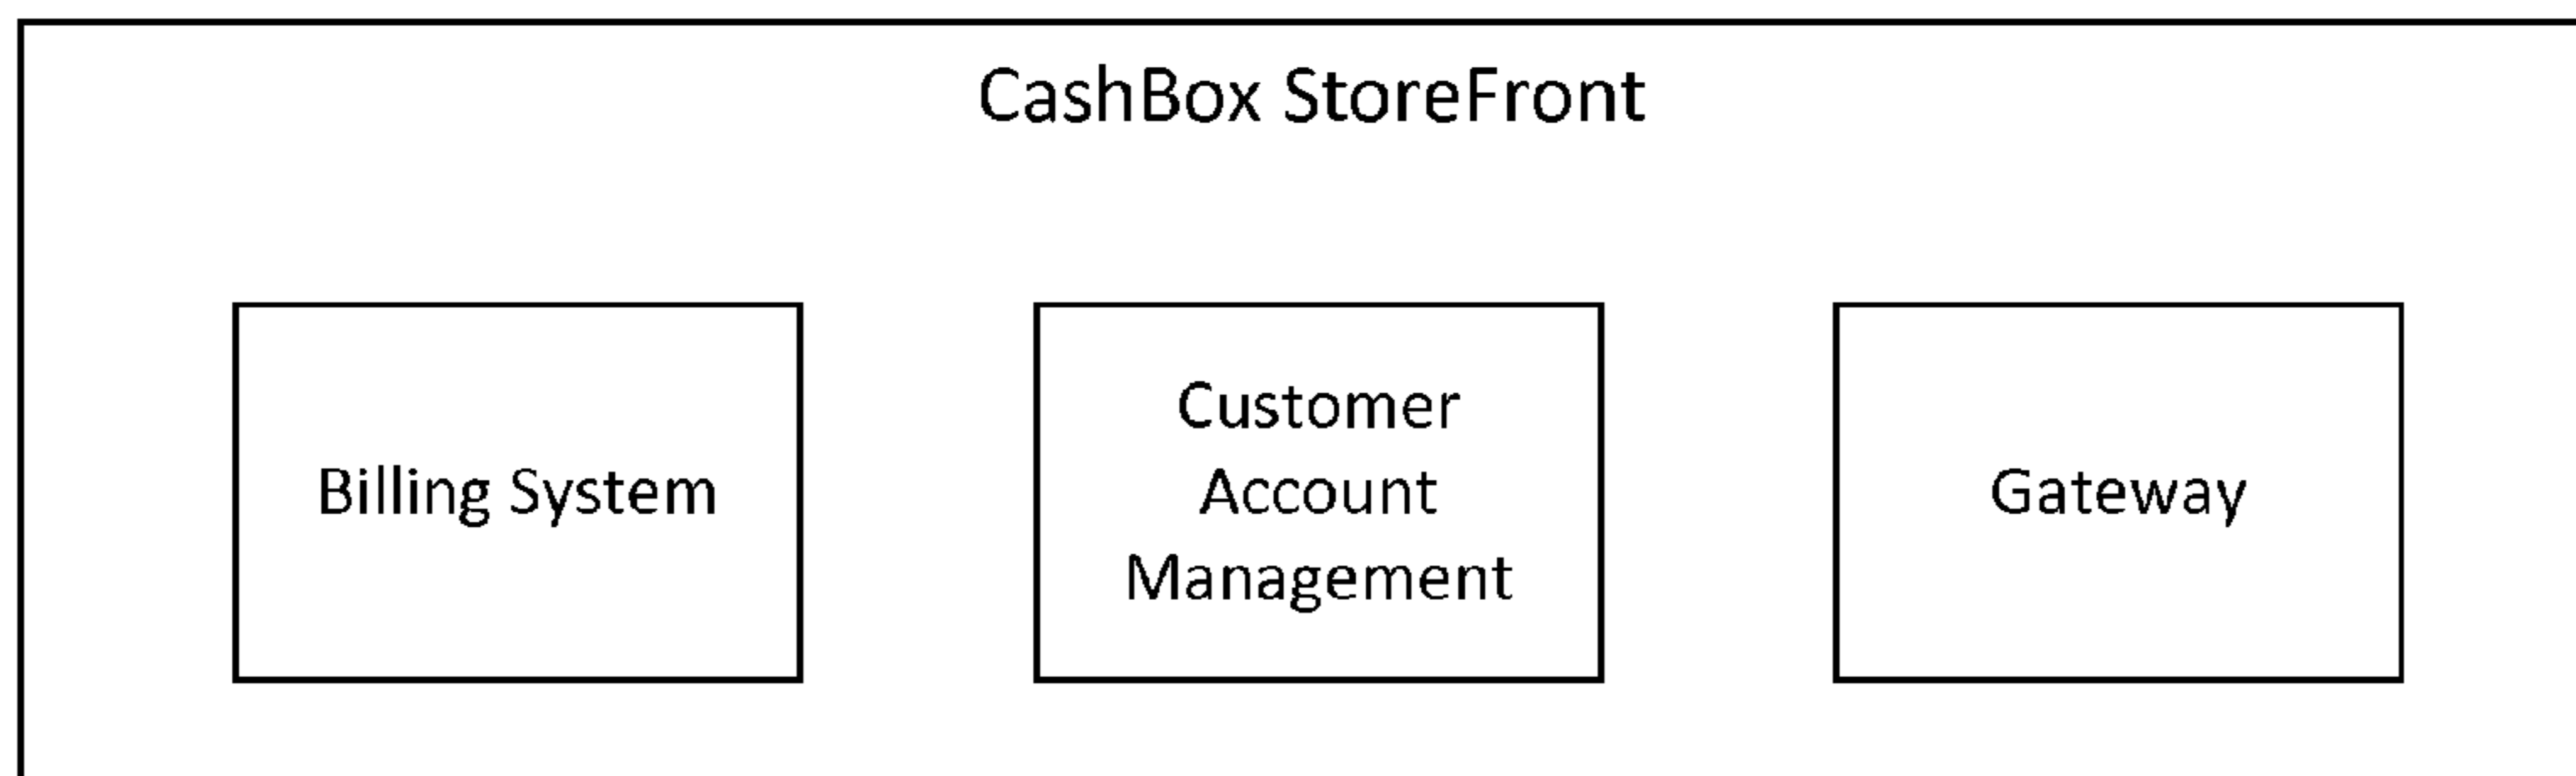 CashBox StoreFront
Billing System
Customer
Account
Management
Gateway